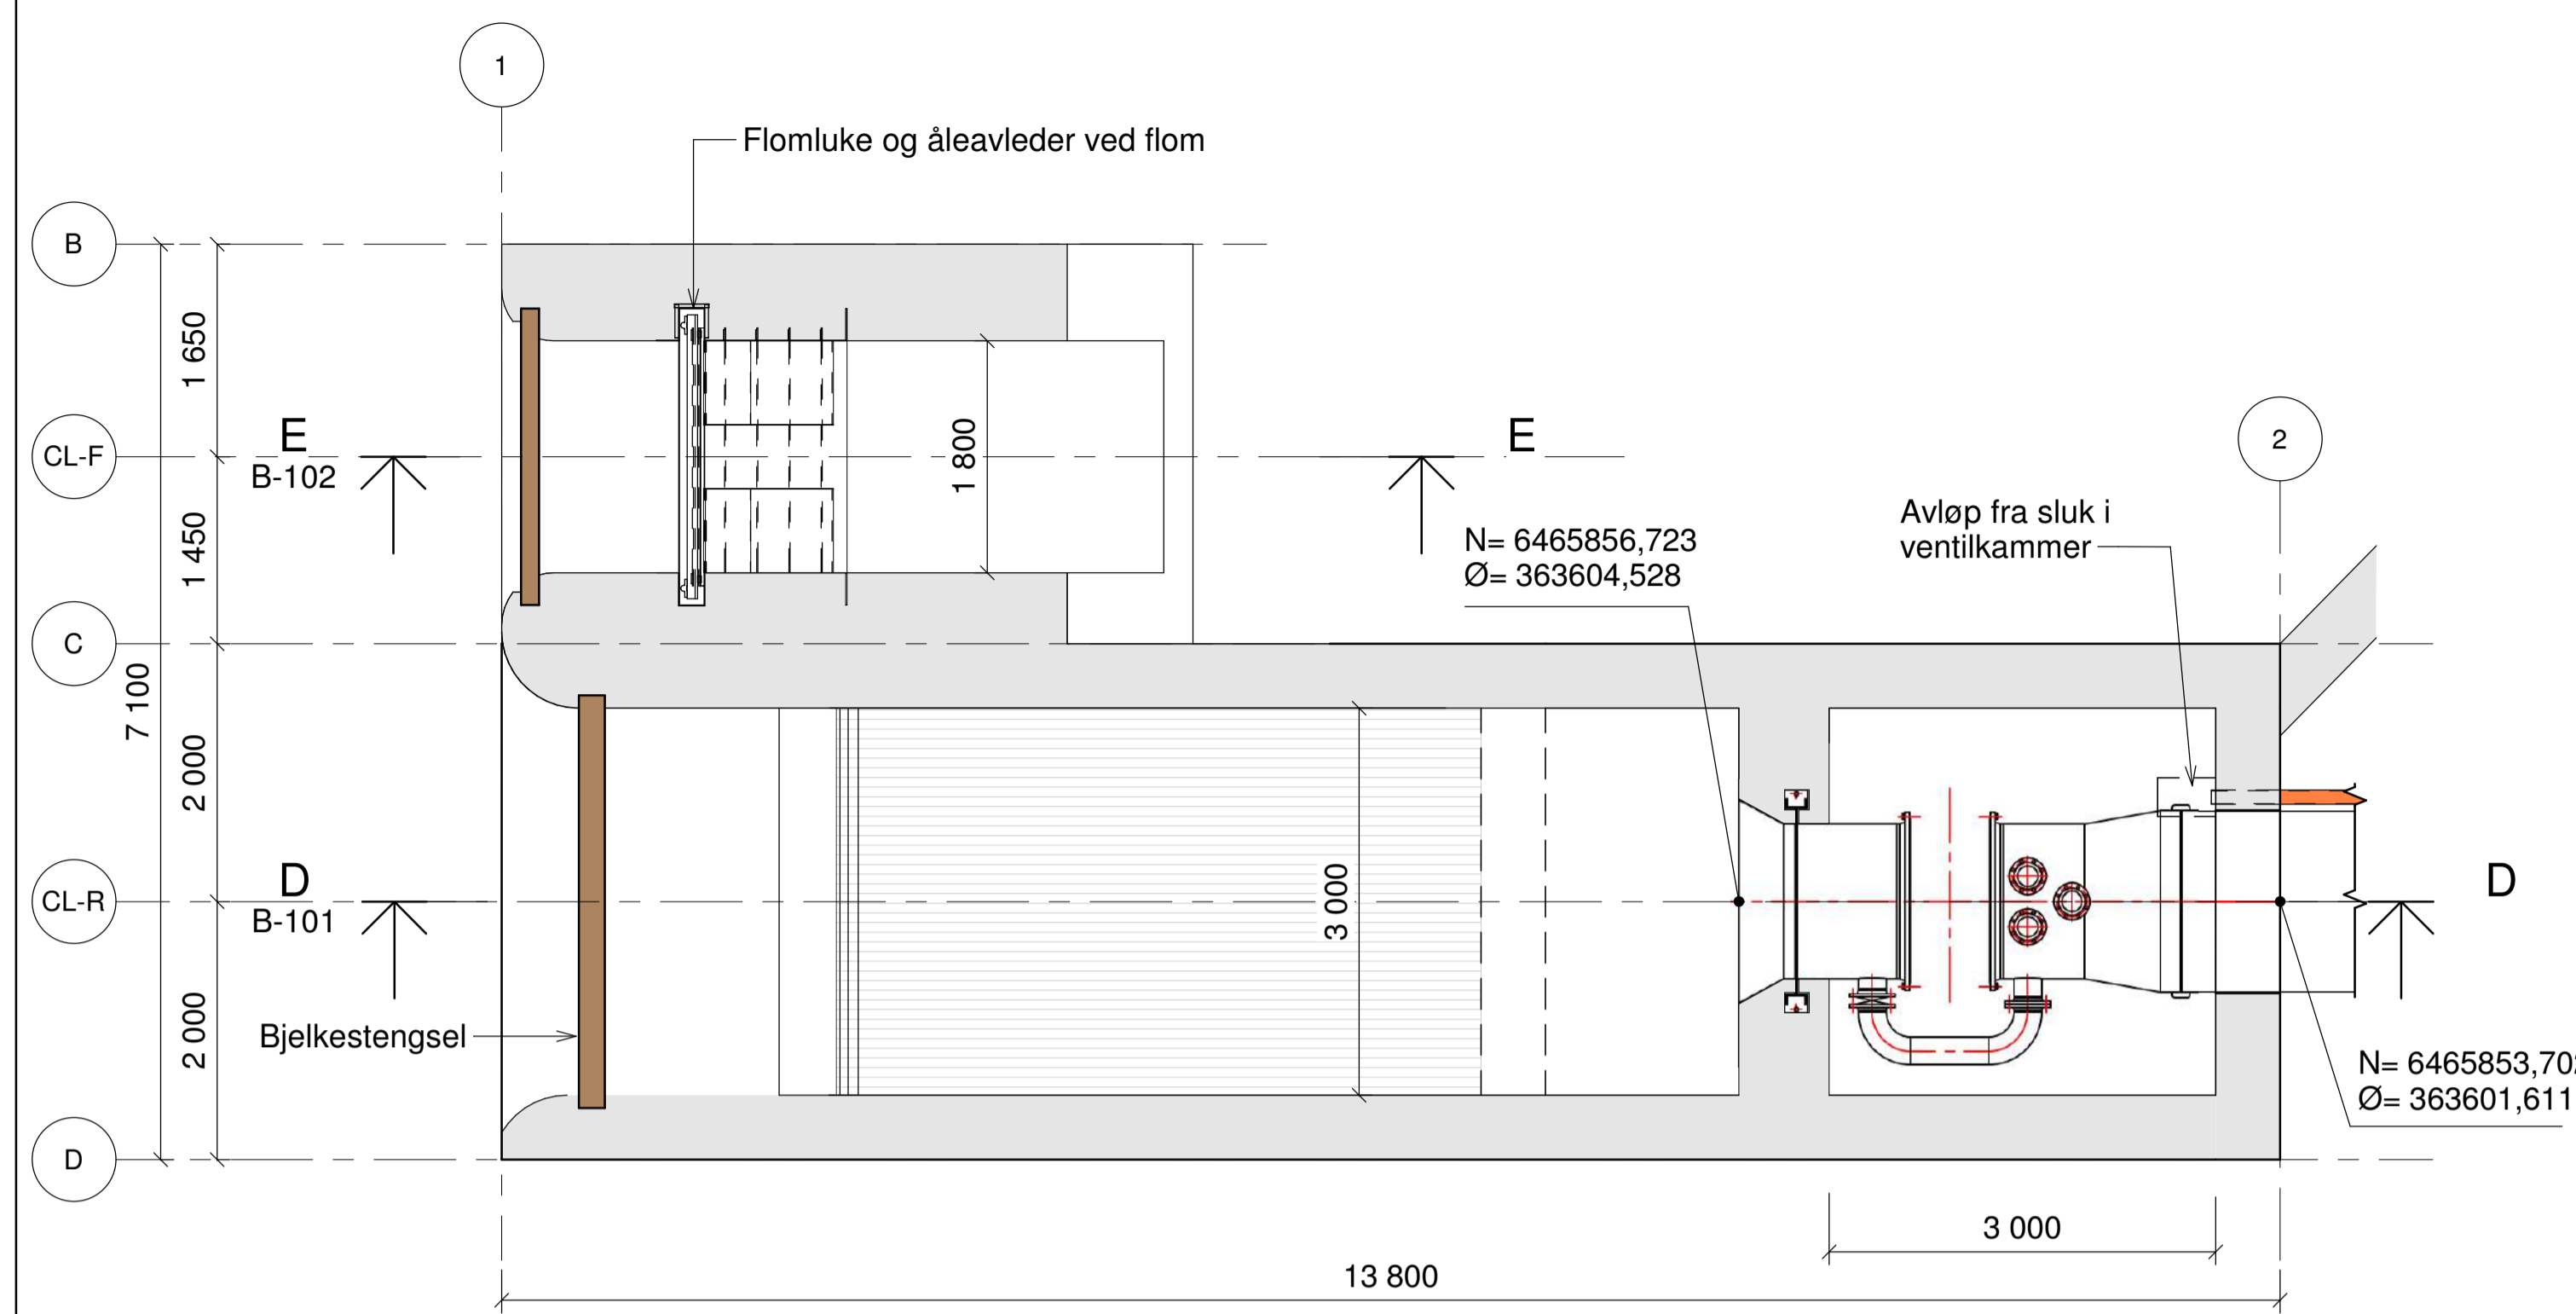 1
Flomluke og åleavleder ved flom
B
1 650
CL-F
E
B-102
1 800
E
2
1 450
N= 6465856,723
Ø= 363604,528
Avløp fra sluk i
ventilkammer
C
7 100
2 000
3 000
CL-R
D
B-101
D
2 000
Bjelkestengsel
N= 6465853,70
Ø= 363601,611
D
3 000
13 800